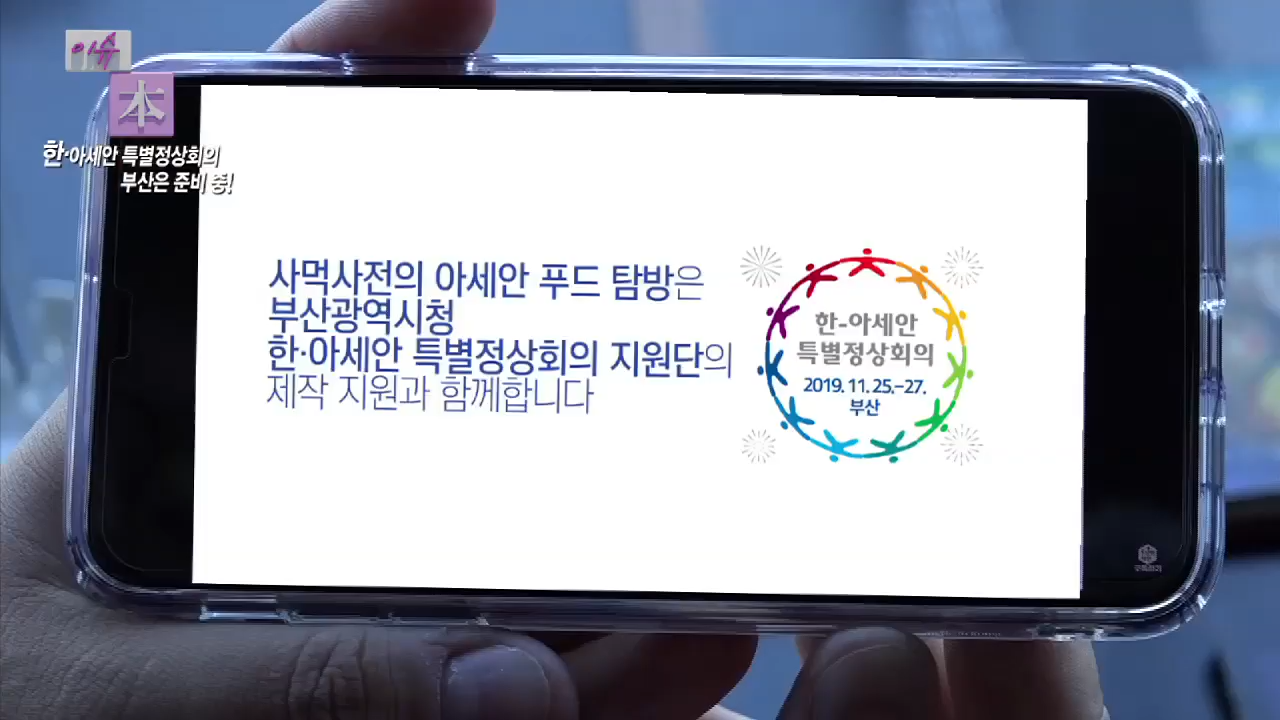 이슈
本
한·아세안 특별정상회의
부산은 준비 중!
사먹사전의 아세안 푸드 탐방은
부산광역시청
한·아세안 특별정상회의 지원단의
제작 지원과 함께합니다
한-아세안
특별정상회의
2019. 11. 25.-27.
부산
구독하기